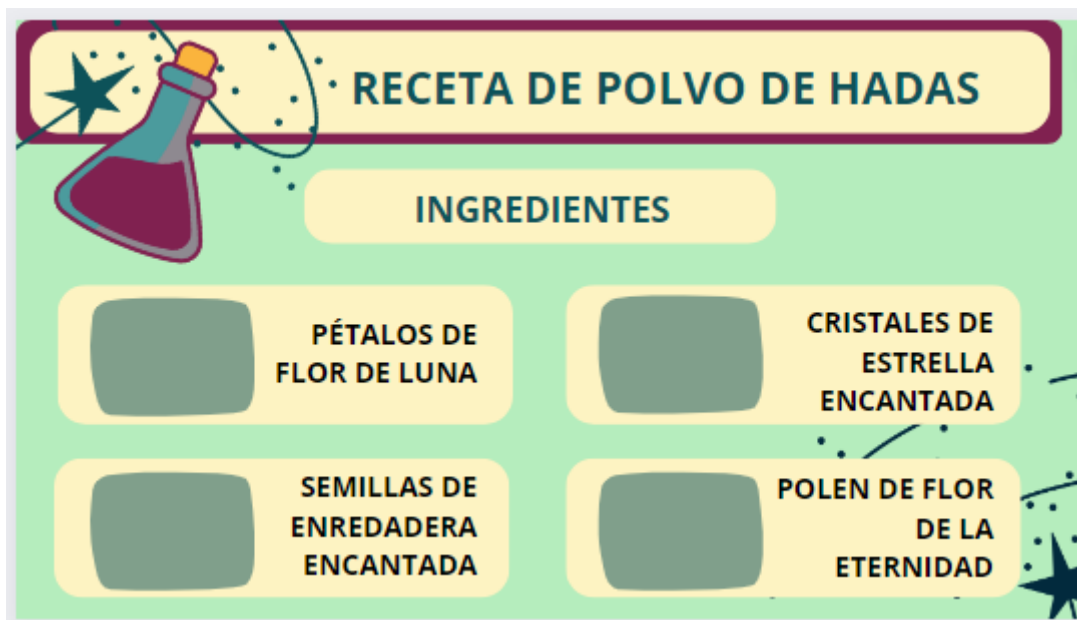 RECETA DE POLVO DE HADAS
INGREDIENTES
PÉTALOS DE
FLOR DE LUNA
CRISTALES DE
ESTRELLA
ENCANTADA
SEMILLAS DE
ENREDADERA
ENCANTADA
POLEN DE FLOR
DE LA
ETERNIDAD